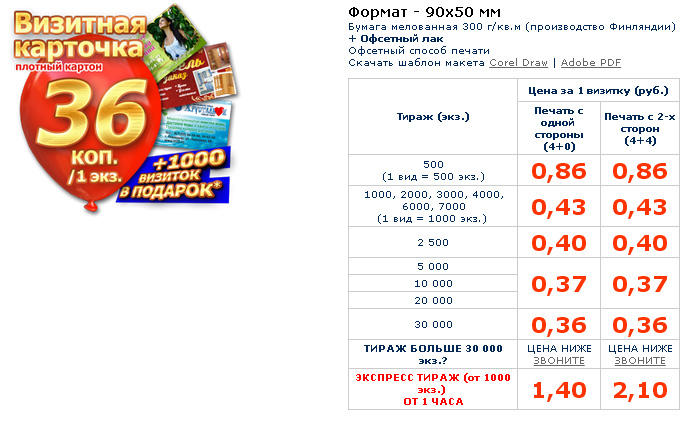 Визитная
карточка
плотный картон
36
коп.
/1 экз.
+1000
визиток
в подарок*
Формат - 90x50 мм
Бумага мелованная 300 г/кв.м (производство Финляндии)
+ Офсетный лак
Офсетный способ печати
Скачать шаблон макета Corel Draw | Adobe PDF
Тираж (экз.)
Цена за 1 визитку (руб.)
Печать с одной стороны (4+0)
Печать с 2-х сторон (4+4)
500
(1 вид = 500 экз.)
0,86 0,86
1000, 2000, 3000, 4000,
6000, 7000
(1 вид = 1000 экз.)
0,43 0,43
2 500 0,40 0,40
5 000
10 000 0,37 0,37
20 000
30 000 0,36 0,36
ТИРАЖ БОЛЬШЕ 30 000
экз.?
ЦЕНА НИЖЕ
ЗВОНИТЕ
ЦЕНА НИЖЕ
ЗВОНИТЕ
ЭКСПРЕСС ТИРАЖ (от 1000
экз.)
ОТ 1 ЧАСА
1,40 2,10